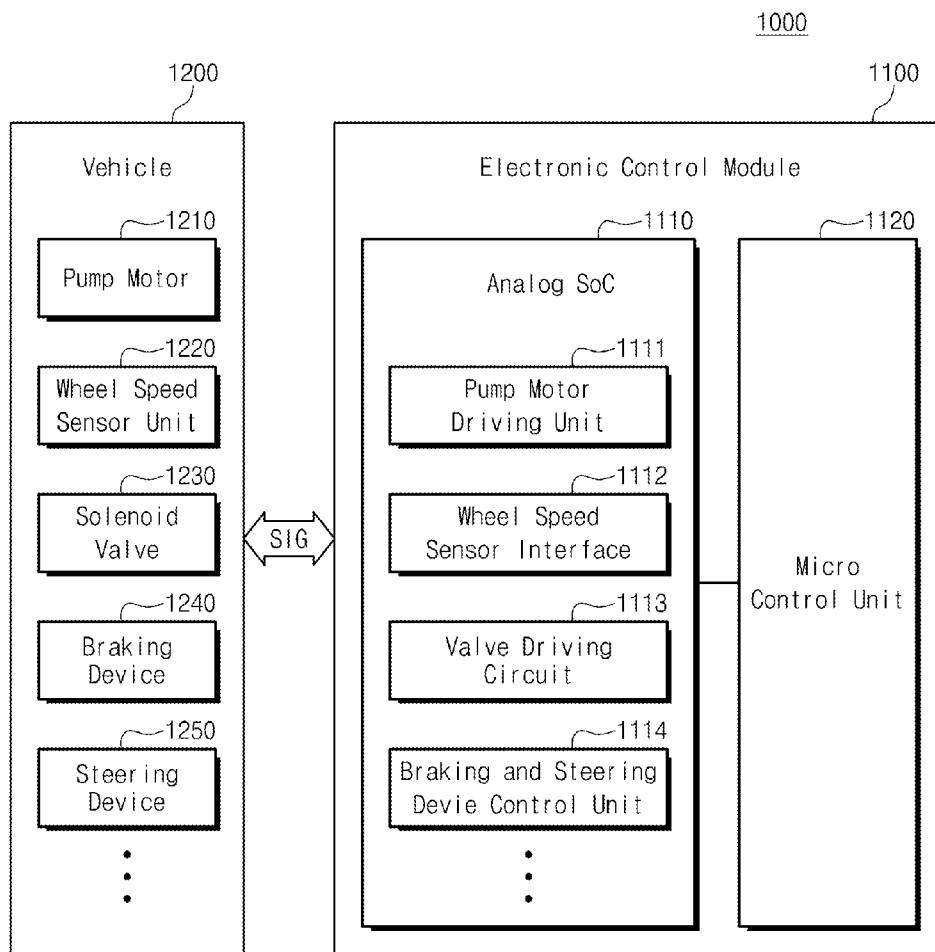 1000
1200
1100
Vehicle
Electronic Control Module
1210
Pump Motor
1220
Wheel Speed
Sensor Unit
1230
Solenoid
Valve
1240
Braking
Device
1250
Steering
Device
SIG
1110
Analog SoC
1111
Pump Motor
Driving Unit
1112
Wheel Speed
Sensor Interface
1113
Valve Driving
Circuit
1114
Braking and Steering
Devie Control Unit
1120
Micro
Control Unit